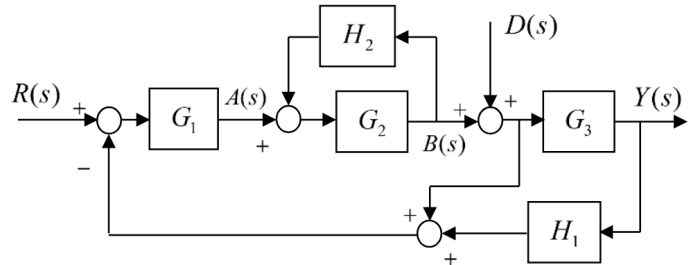 H₂
D(s)
R(s) + G₁ A(s) + G₂ + B(s) + G₃ Y(s)
−
+ + H₁